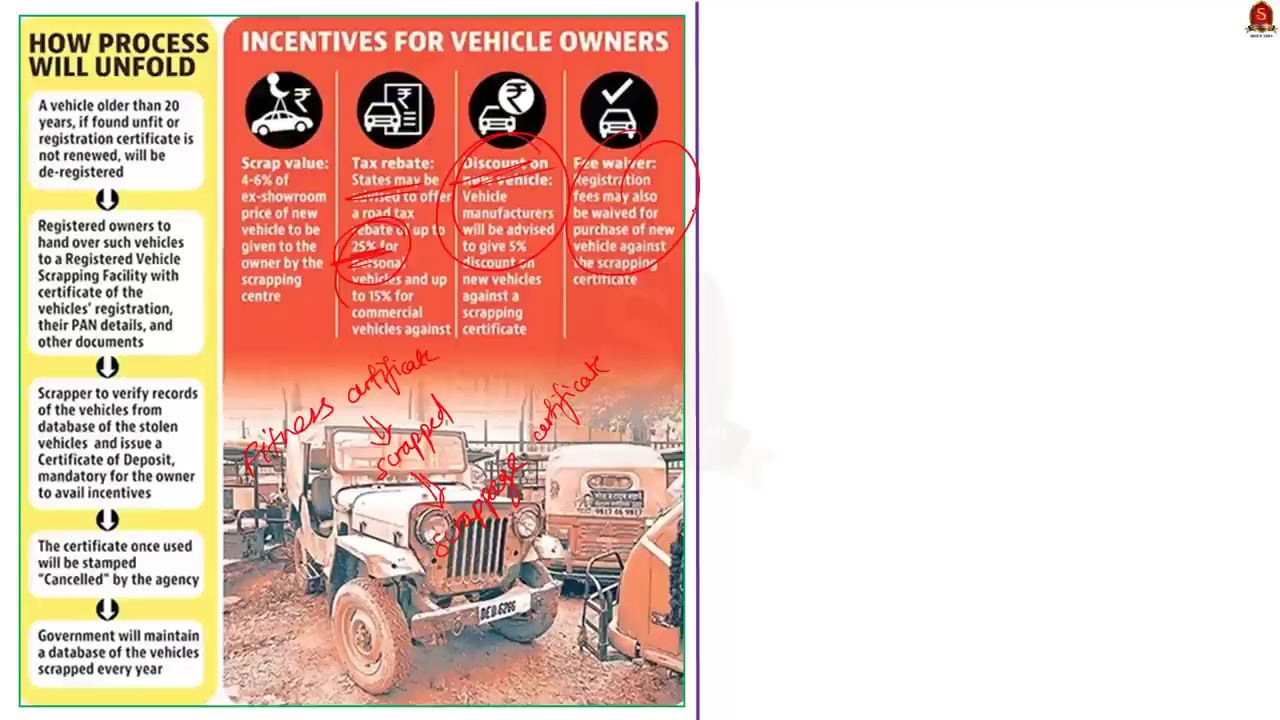 HOW PROCESS
WILL UNFOLD
A vehicle older than 20
years, if found unfit or
registration certificate is
not renewed, will be
de-registered
Registered owners to
hand over such vehicles
to a Registered Vehicle
Scrapping Facility with
certificate of the
vehicles' registration,
their PAN details, and
other documents
Scrapper to verify records
of the vehicles from
database of the stolen
vehicles and issue a
Certificate of Deposit,
mandatory for the owner
to avail incentives
The certificate once used
will be stamped
"Cancelled" by the agency
Government will maintain
a database of the vehicles
scrapped every year
INCENTIVES FOR VEHICLE OWNERS
Scrap value:
4-6% of
ex-showroom
price of new
vehicle to be
given to the
owner by the
scrapping
centre
Tax rebate:
States may be
advised to offer
a road tax
rebate of up to
25% for
personal
vehicles and up
to 15% for
commercial
vehicles against
Discount on
new vehicle:
Vehicle
manufacturers
will be advised
to give 5%
discount on
new vehicles
against a
scrapping
certificate
Fee waiver:
Registration
fees may also
be waived for
purchase of new
vehicle against
the scrapping
certificate
Fitness certificate
scrapped
scrappage certificate
DED 6266
9817 06 9817
S